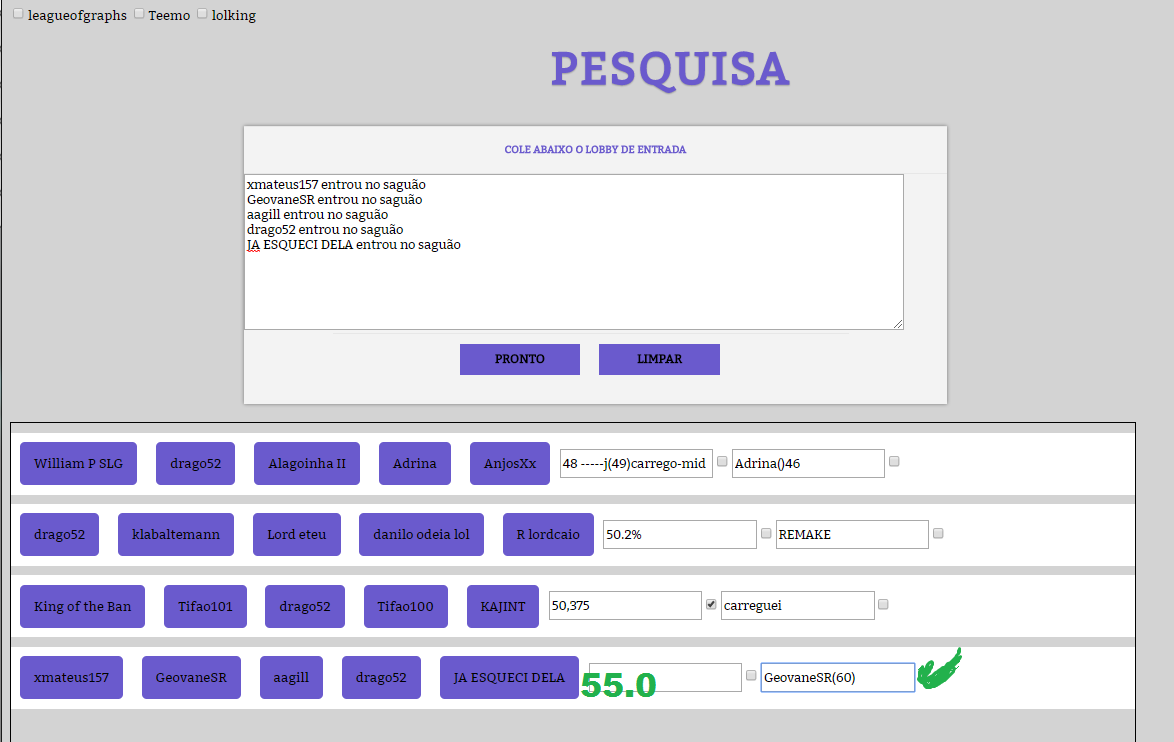 leagueofgraphs Teemo lolking
PESQUISA
COLE ABAIXO O LOBBY DE ENTRADA
xmateus157 entrou no saguão
GeovaneSR entrou no saguão
aagill entrou no saguão
drago52 entrou no saguão
JA ESQUECI DELA entrou no saguão
PRONTO LIMPAR
William P SLG drago52 Alagoinha II Adrina AnjosXx 48 -----j(49)carrego-mid Adrina()46
drago52 klabaltemann Lord eteu danilo odeia lol R lordcaio 50.2% REMAKE
King of the Ban Tifao101 drago52 Tifao100 KAJINT 50,375 carreguei
xmateus157 GeovaneSR aagill drago52 JA ESQUECI DELA 55.0 GeovaneSR(60)